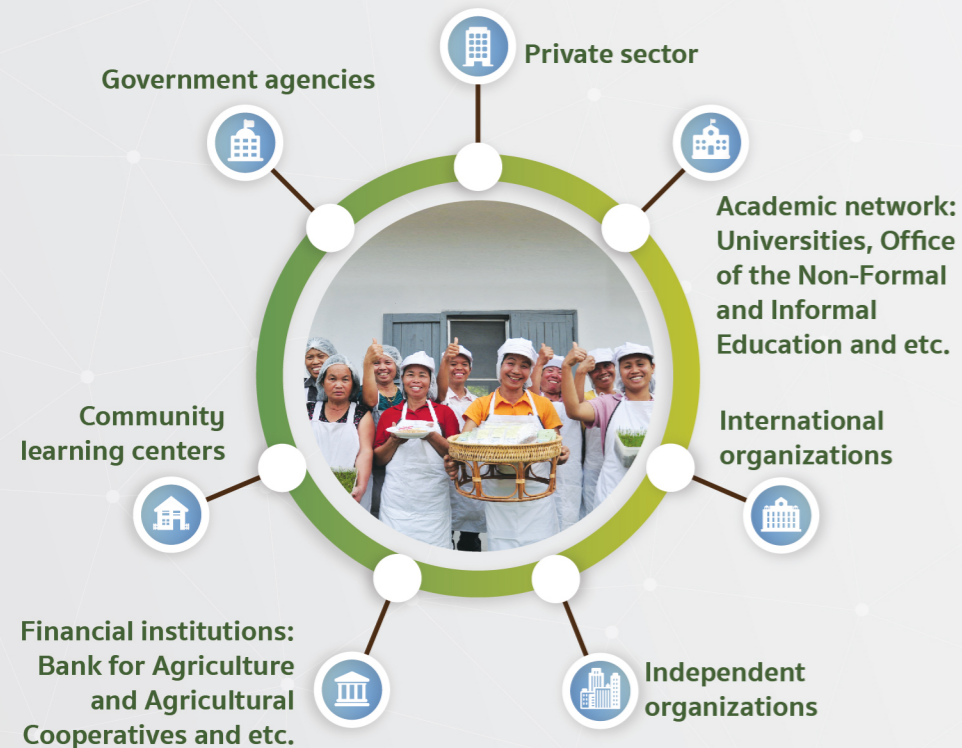 Private sector
Government agencies
Academic network:
Universities, Office
of the Non-Formal
and Informal
Education and etc.
International
organizations
Independent
organizations
Financial institutions:
Bank for Agriculture
and Agricultural
Cooperatives and etc.
Community
learning centers